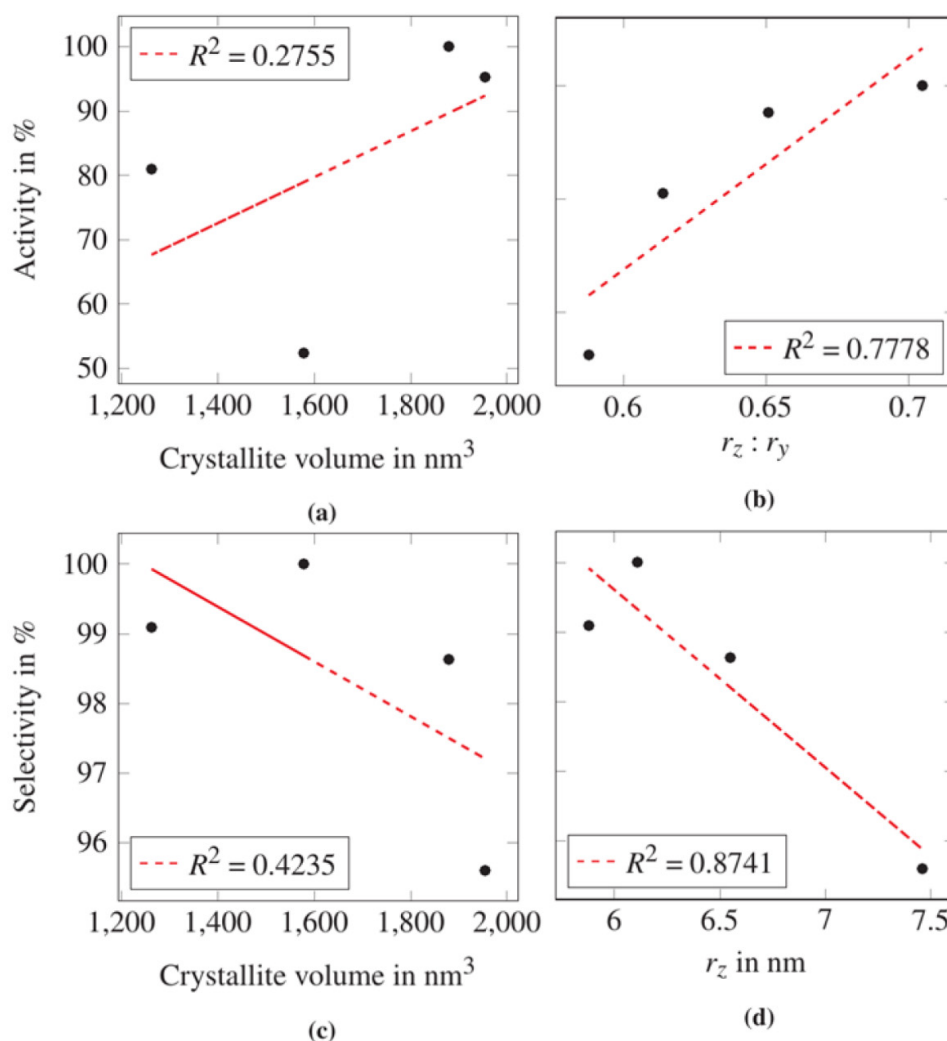 100
90
80
70
60
50
Activity in %
R² = 0.2755
1,200 1,400 1,600 1,800 2,000
Crystallite volume in nm³
(a)
R² = 0.7778
0.6 0.65 0.7
r_z : r_y
(b)
100
99
98
97
96
Selectivity in %
R² = 0.4235
1,200 1,400 1,600 1,800 2,000
Crystallite volume in nm³
(c)
R² = 0.8741
6 6.5 7 7.5
r_z in nm
(d)